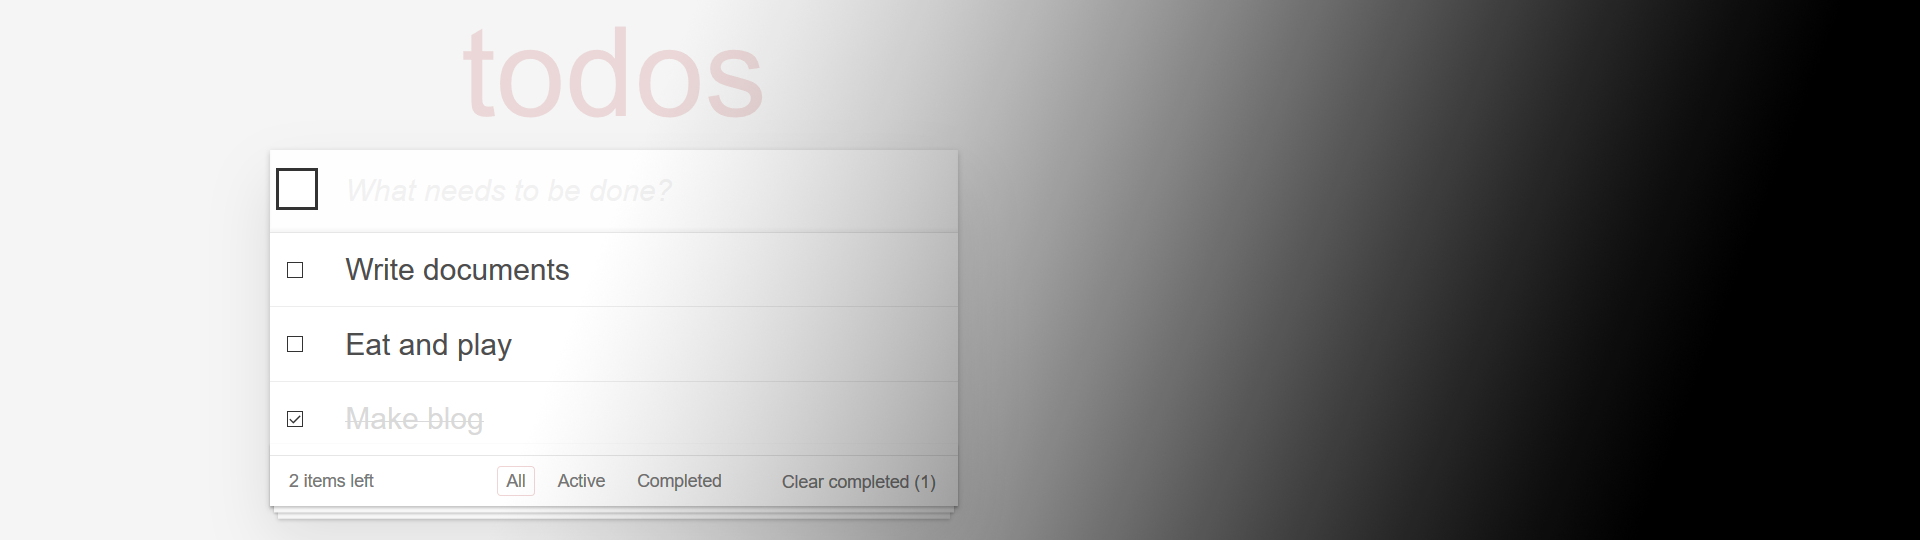 todos
What needs to be done?
Write documents
Eat and play
Make blog
2 items left All Active Completed Clear completed (1)